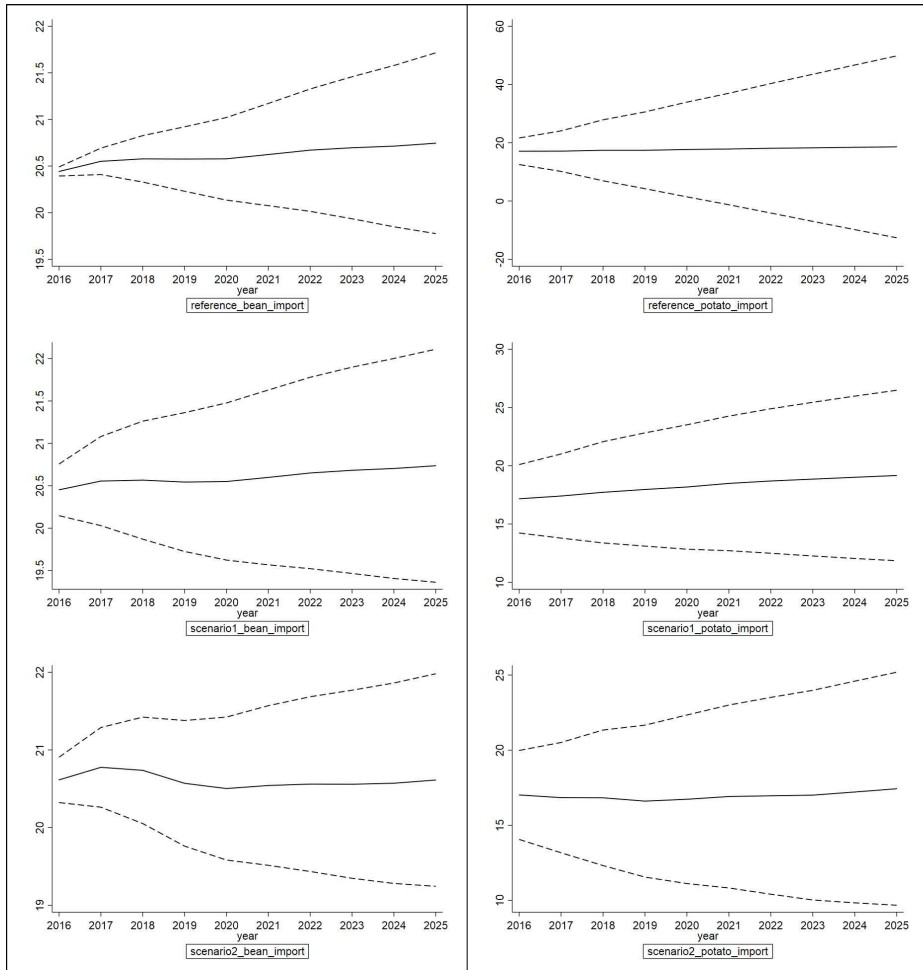 22
21.5
21
20.5
20
19.5
2016 2017 2018 2019 2020 2021 2022 2023 2024 2025
year
reference_bean_import
60
40
20
0
-20
2016 2017 2018 2019 2020 2021 2022 2023 2024 2025
year
reference_potato_import
22
21.5
21
20.5
20
19.5
2016 2017 2018 2019 2020 2021 2022 2023 2024 2025
year
scenario1_bean_import
30
25
20
15
10
2016 2017 2018 2019 2020 2021 2022 2023 2024 2025
year
scenario1_potato_import
22
21
20
19
2016 2017 2018 2019 2020 2021 2022 2023 2024 2025
year
scenario2_bean_import
25
20
15
10
2016 2017 2018 2019 2020 2021 2022 2023 2024 2025
year
scenario2_potato_import